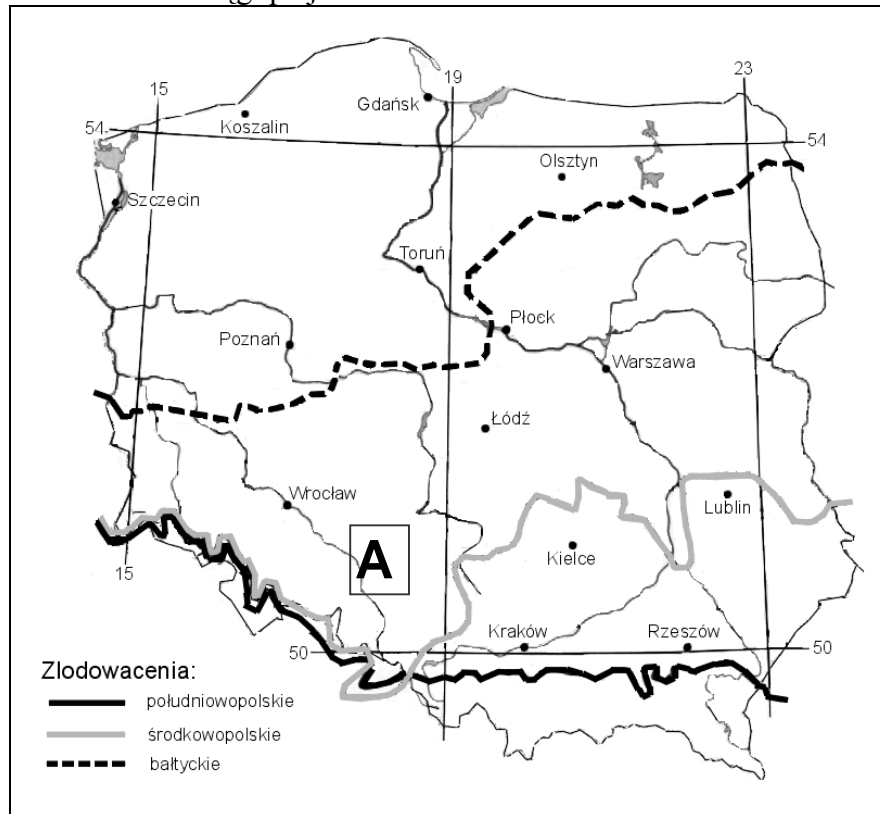 15
19
23
Gdańsk
Koszalin
54
54
Olsztyn
Szczecin
Toruń
Płock
Poznań
Warszawa
Łódź
Wrocław
Lublin
A
Kielce
15
Kraków
Rzeszów
50
50
Zlodowacenia:
południowopolskie
środkowopolskie
bałtyckie